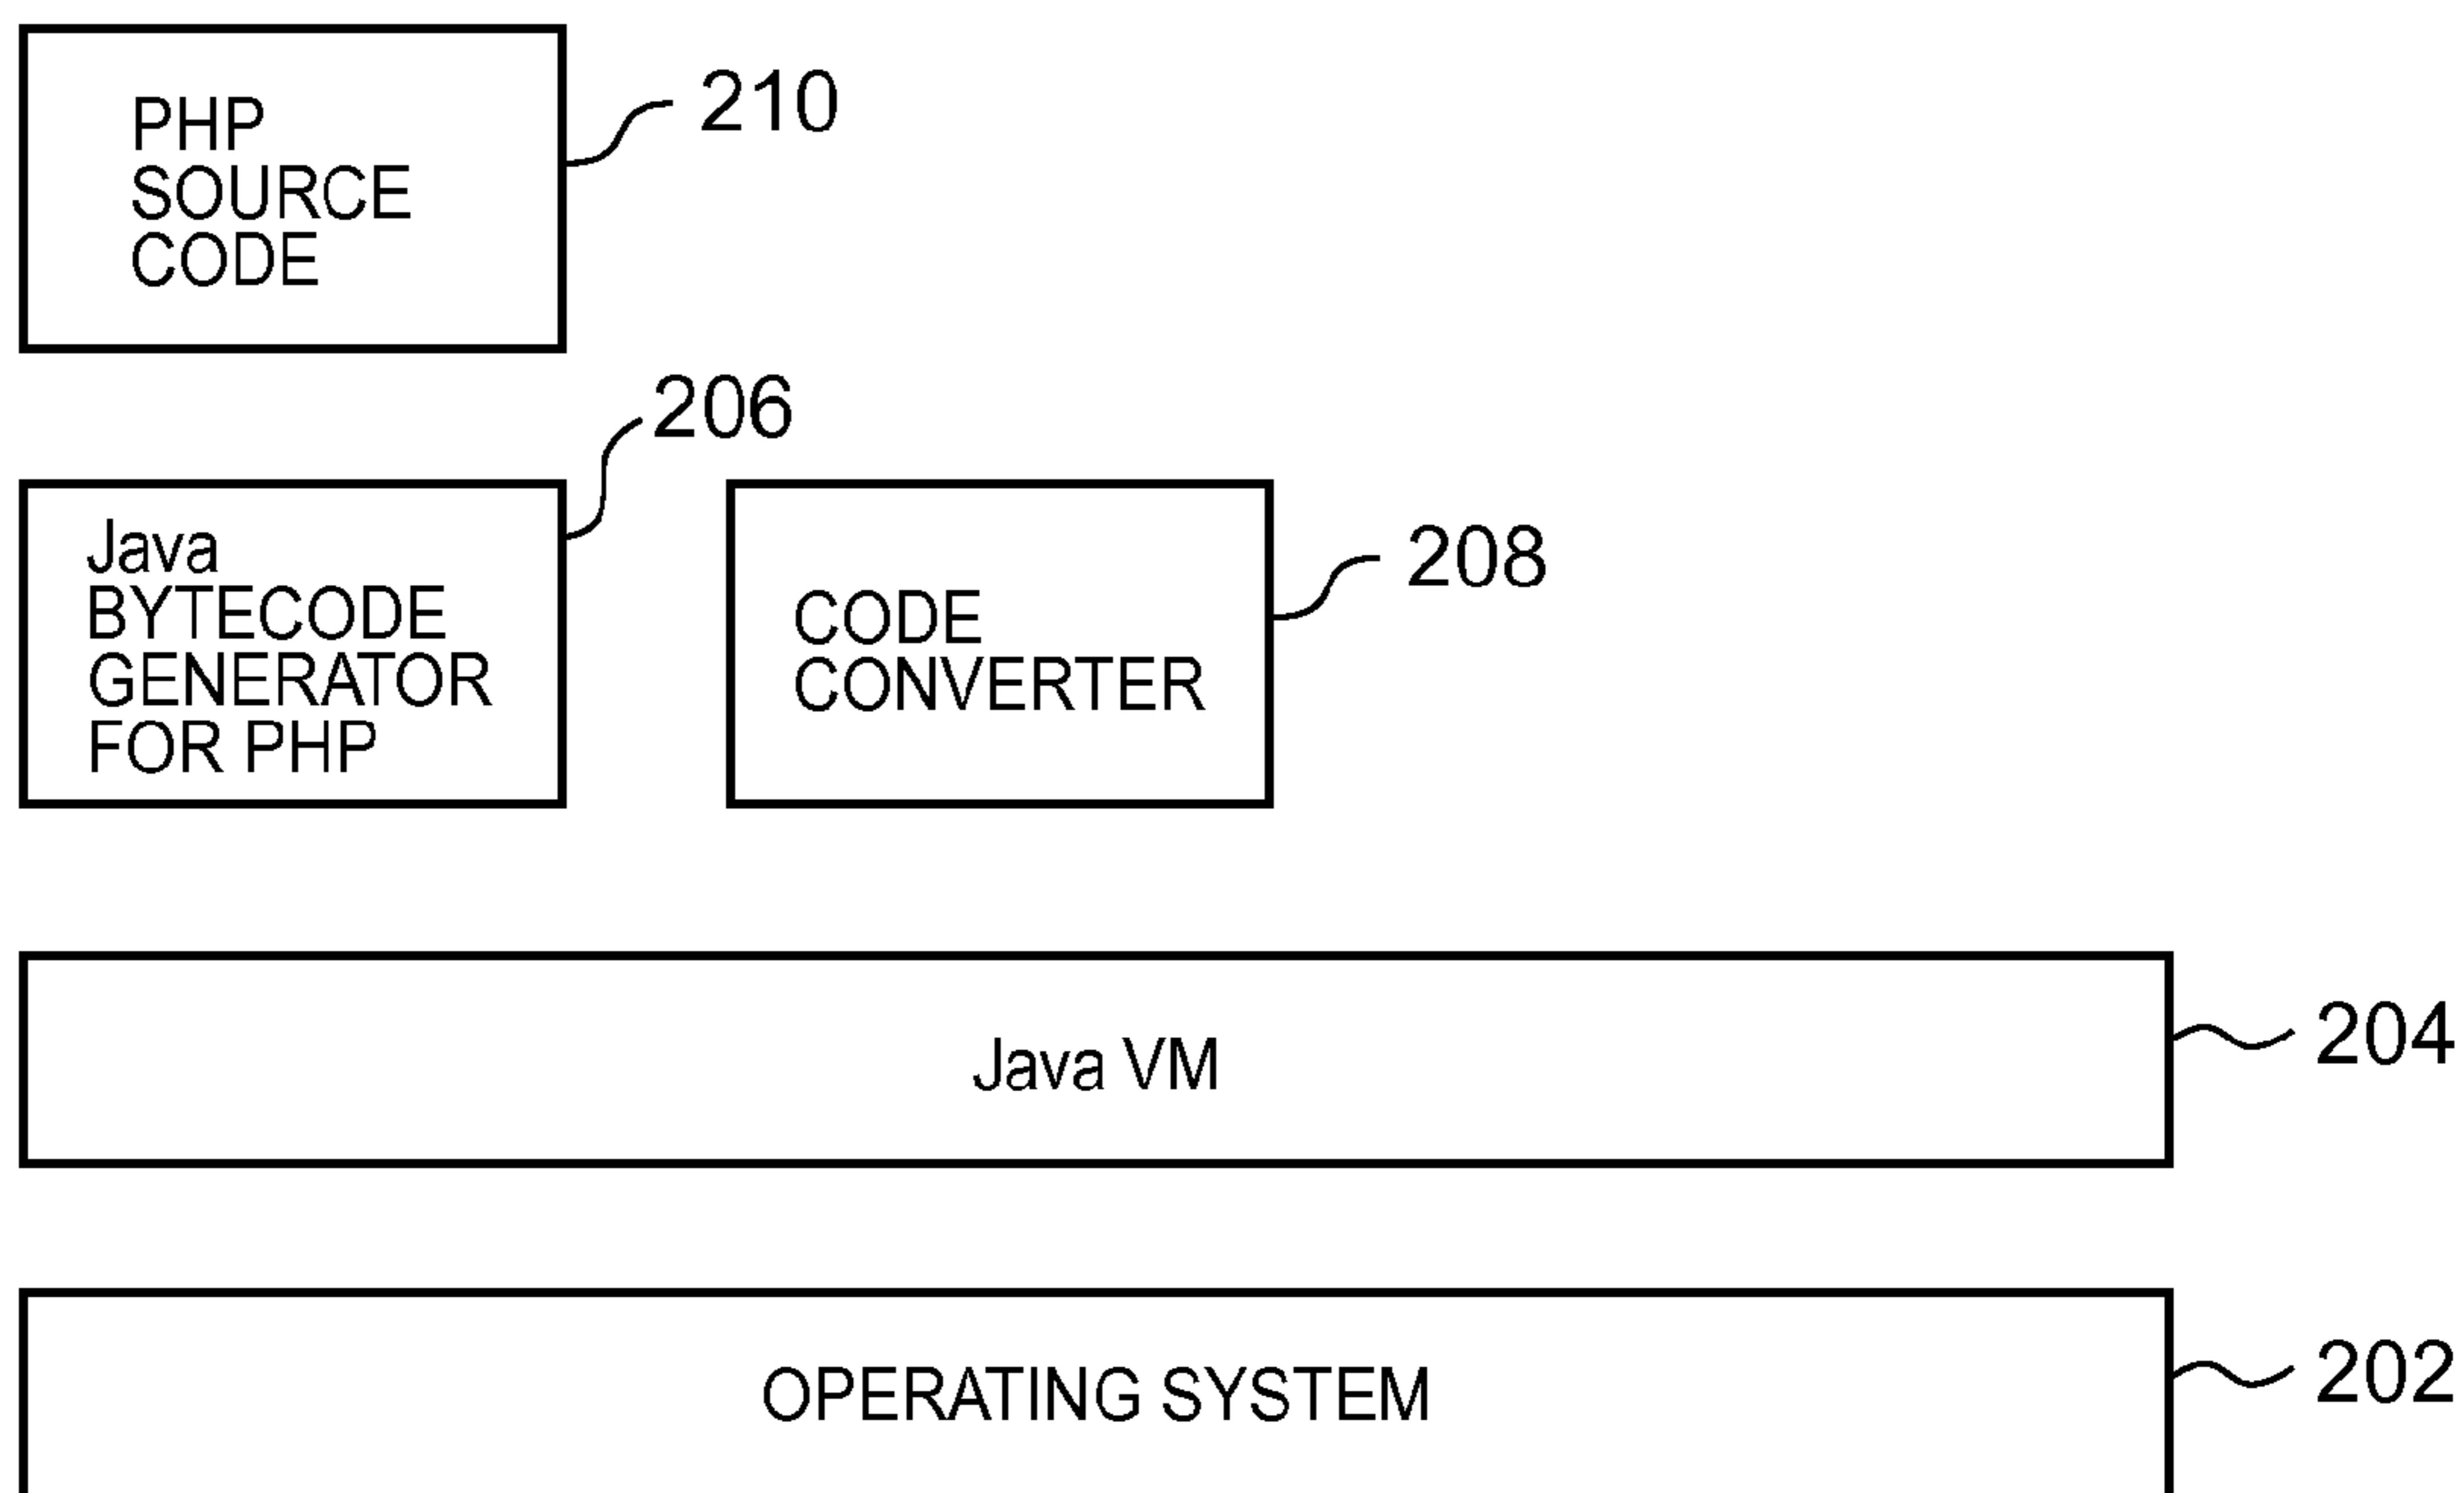 PHP
SOURCE
CODE
210
206
Java
BYTECODE
GENERATOR
FOR PHP
CODE
CONVERTER
208
Java VM
204
OPERATING SYSTEM
202